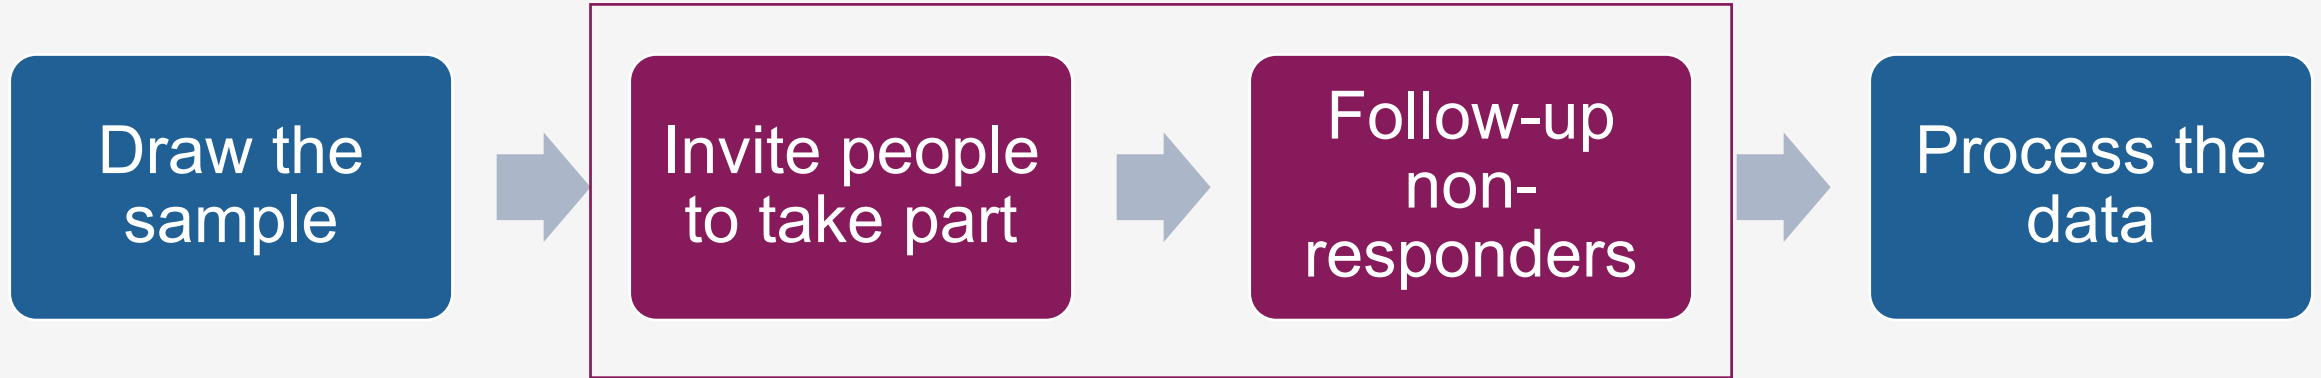 Draw the
sample
Invite people
to take part
Follow-up
non-
responders
Process the
data